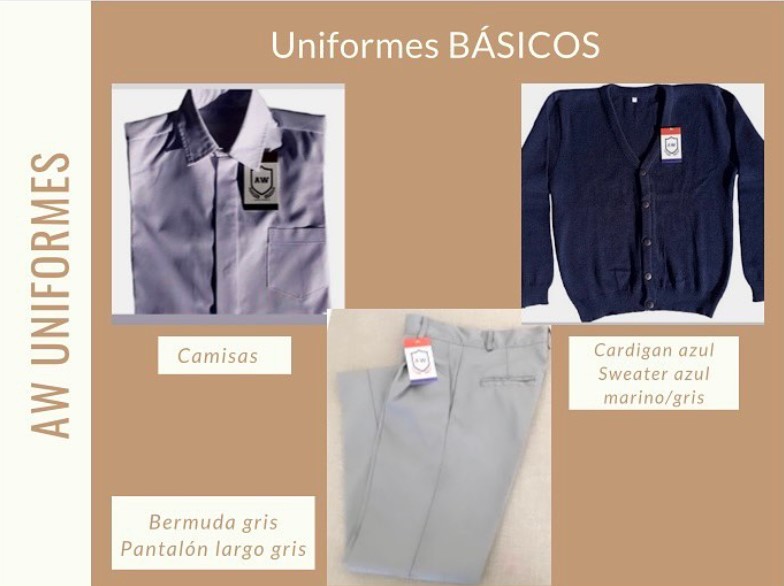 Uniformes BÁSICOS
AW UNIFORMES
AW
AW
Camisas
Cardigan azul
Sweater azul
marino/gris
AW
Bermuda gris
Pantalón largo gris